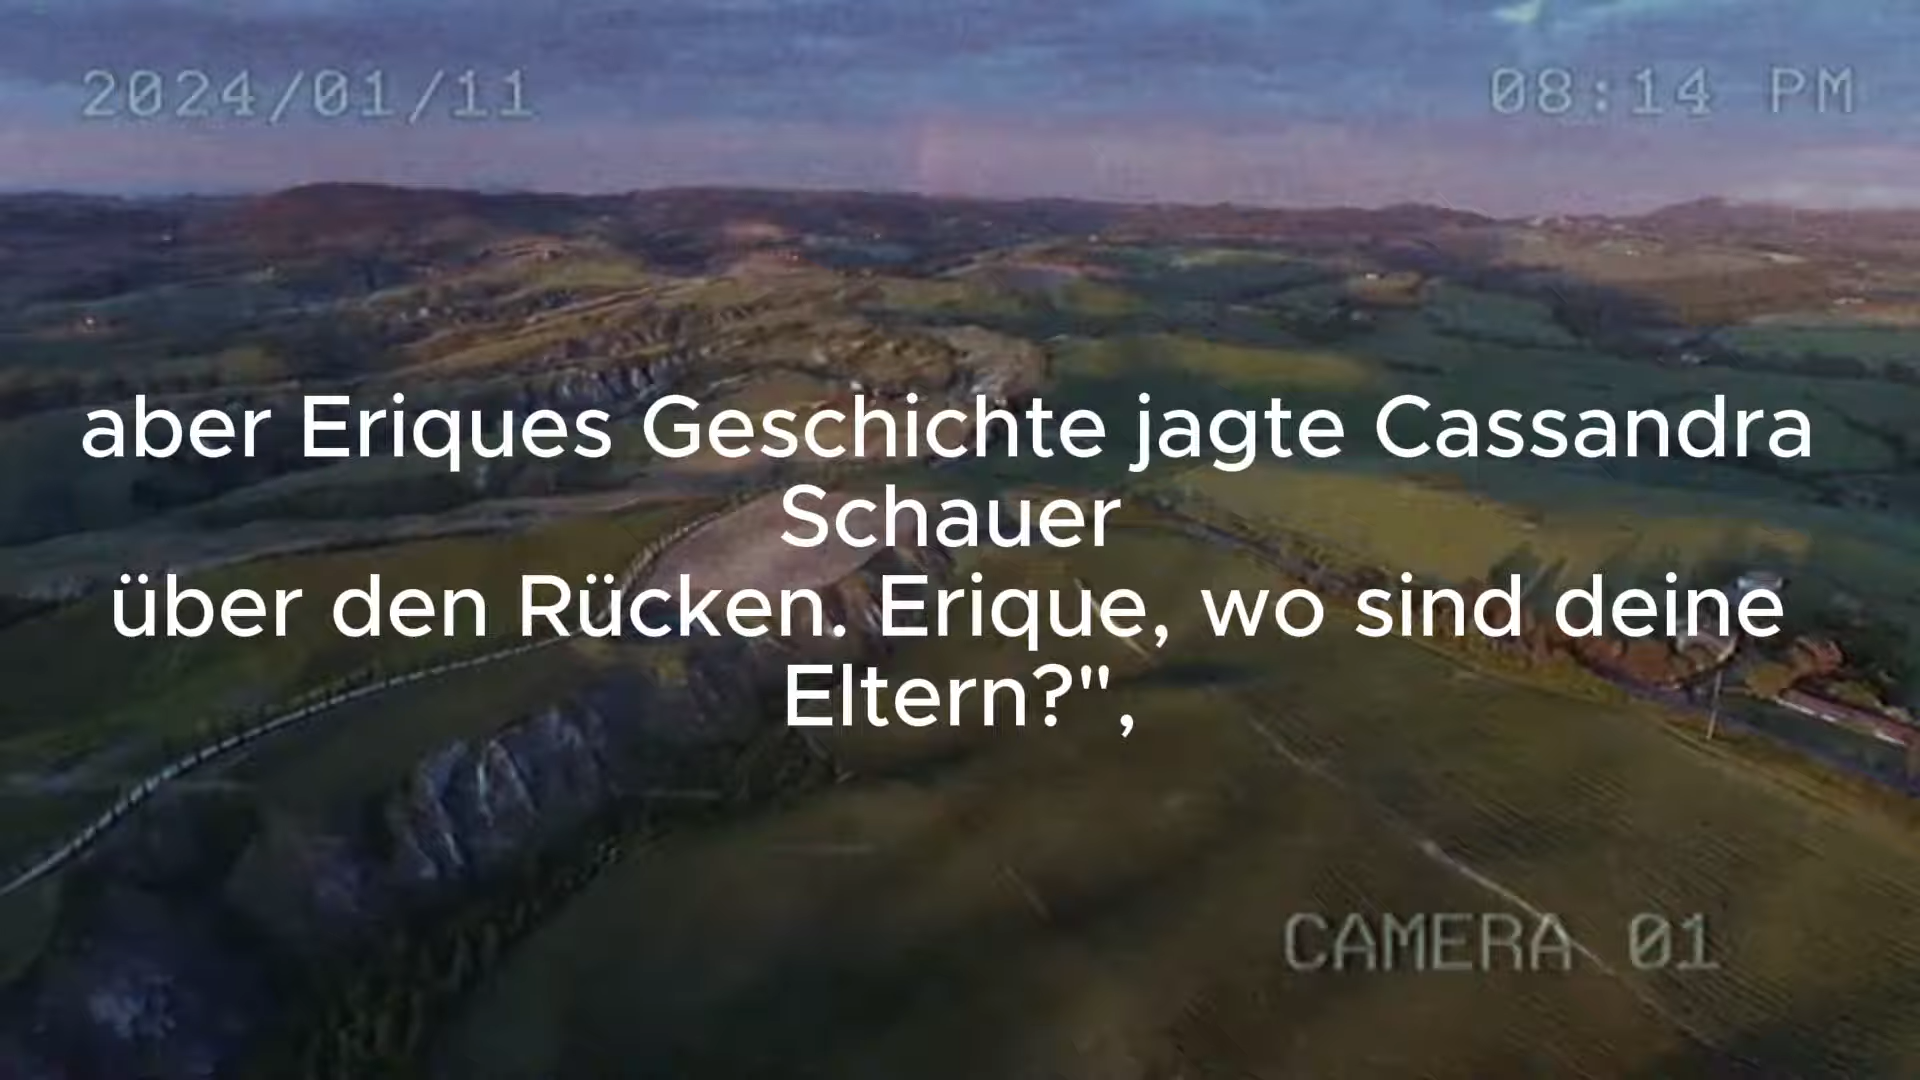 2024/01/11
08:14 PM
aber Eriques Geschichte jagte Cassandra
Schauer
über den Rücken. Erique, wo sind deine
Eltern?",
CAMERA 01